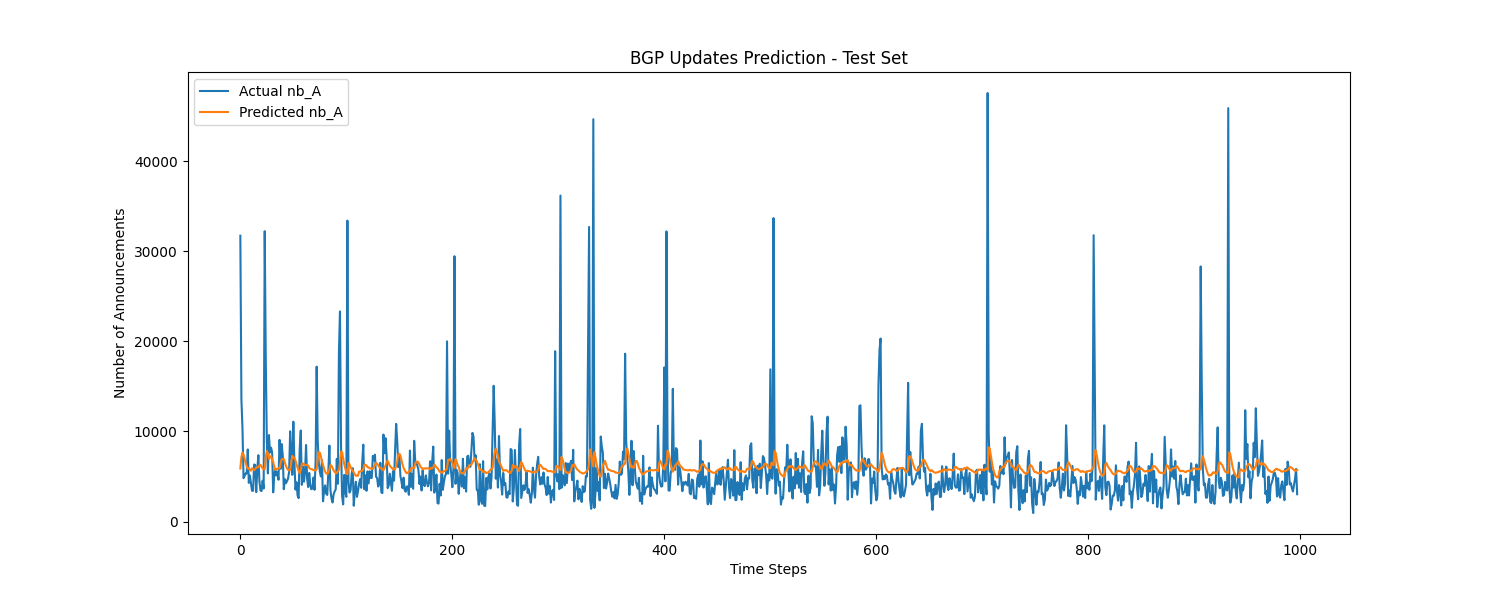 BGP Updates Prediction - Test Set
Actual nb_A
Predicted nb_A
Number of Announcements
40000
30000
20000
10000
0
0 200 400 600 800 1000
Time Steps